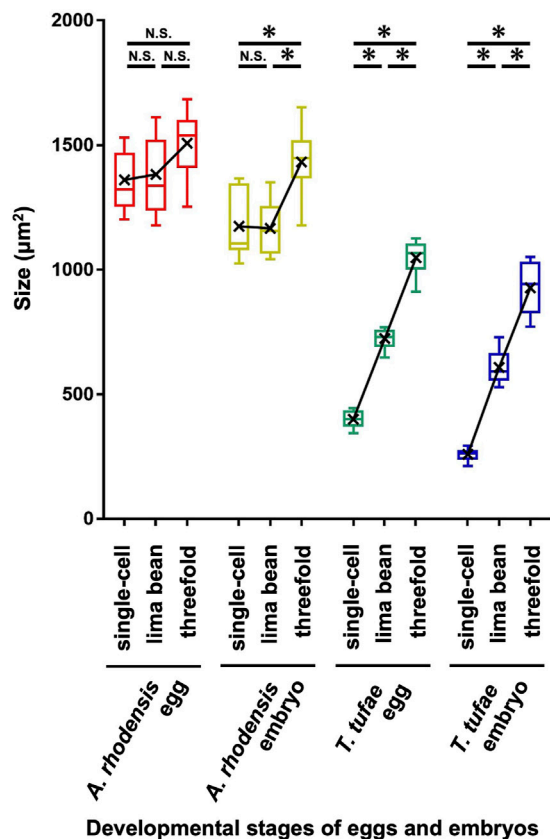 2000
1500
1000
500
0
Size (µm²)
N.S. * * *
N.S. N.S. N.S. * * * * *
single-cell
lima bean
threefold
single-cell
lima bean
threefold
single-cell
lima bean
threefold
single-cell
lima bean
threefold
A. rhodensis
egg
A. rhodensis
embryo
T. tufae
egg
T. tufae
embryo
Developmental stages of eggs and embryos